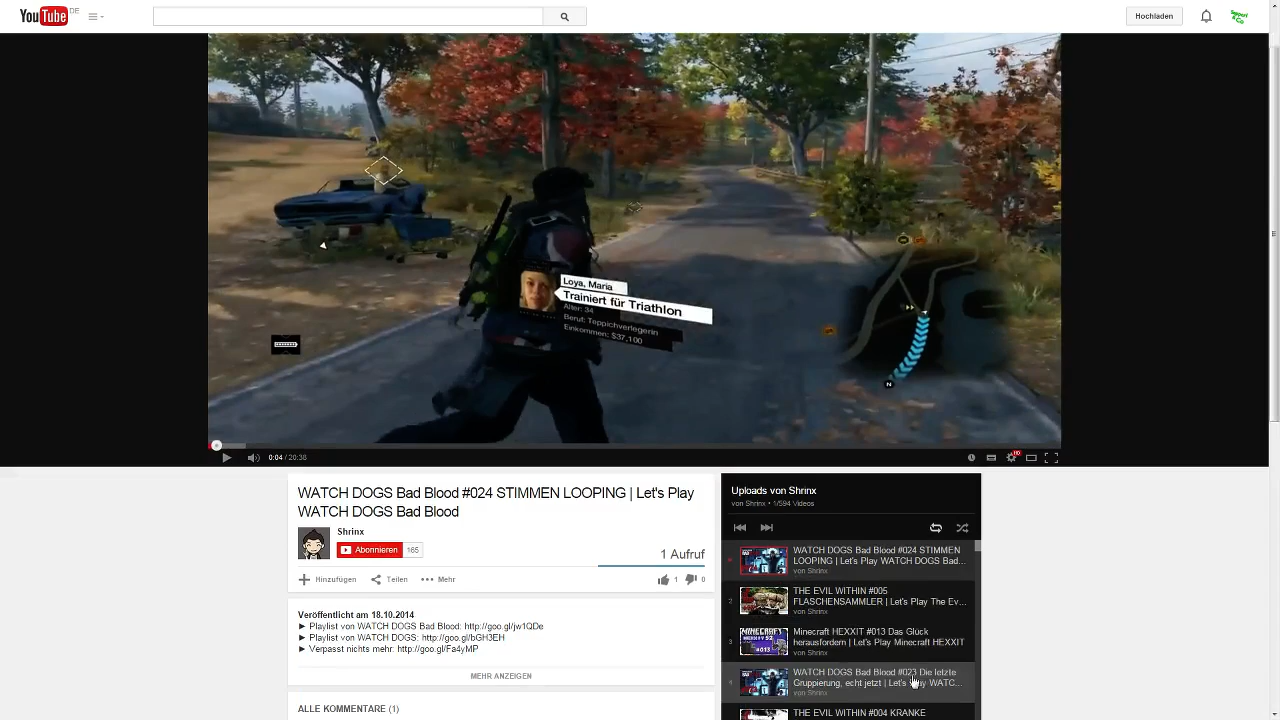 YouTube DE
Hochladen
Loya, Maria
Trainiert für Triathlon
Alter: 34
Beruf: Teppichverlegerin
Einkommen: $37,100
N
0:04 / 20:38
HD
WATCH DOGS Bad Blood #024 STIMMEN LOOPING | Let's Play
WATCH DOGS Bad Blood
Shrinx
Abonnieren 165
1 Aufruf
Hinzufügen
Teilen
Mehr
1
0
Veröffentlicht am 18.10.2014
► Playlist von WATCH DOGS Bad Blood: http://goo.gl/jw1QDe
► Playlist von WATCH DOGS: http://goo.gl/bGH3EH
► Verpasst nichts mehr: http://goo.gl/Fa4yMP
MEHR ANZEIGEN
ALLE KOMMENTARE (1)
Uploads von Shrinx
von Shrinx • 1/594 Videos
WATCH DOGS Bad Blood #024 STIMMEN
LOOPING | Let's Play WATCH DOGS Bad...
von Shrinx
2
THE EVIL WITHIN #005
FLASCHENSAMMLER | Let's Play The Ev...
von Shrinx
3
Minecraft HEXXIT #013 Das Glück
herausfordern | Let's Play Minecraft HEXXIT
von Shrinx
4
WATCH DOGS Bad Blood #023 Die letzte
Gruppierung, echt jetzt | Let's Play WATC...
von Shrinx
THE EVIL WITHIN #004 KRANKE